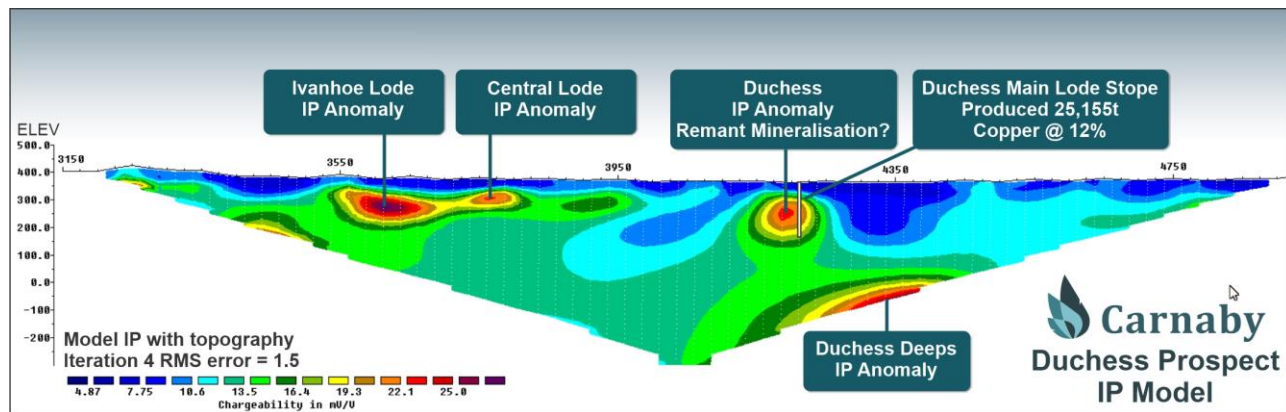 Ivanhoe Lode
IP Anomaly
Central Lode
IP Anomaly
Duchess
IP Anomaly
Remant Mineralisation?
Duchess Main Lode Stope
Produced 25,155t
Copper @ 12%
ELEV
500.0
400.0
300.0
200.0
100.0
0.0
-100.0
-200.0
3150
3550
3950
4350
4750
Model IP with topography
Iteration 4 RMS error = 1.5
4.87 7.75 10.6 13.5 16.4 19.3 22.1 25.0
Chargeability in mV/V
Duchess Deeps
IP Anomaly
Carnaby
Duchess Prospect
IP Model